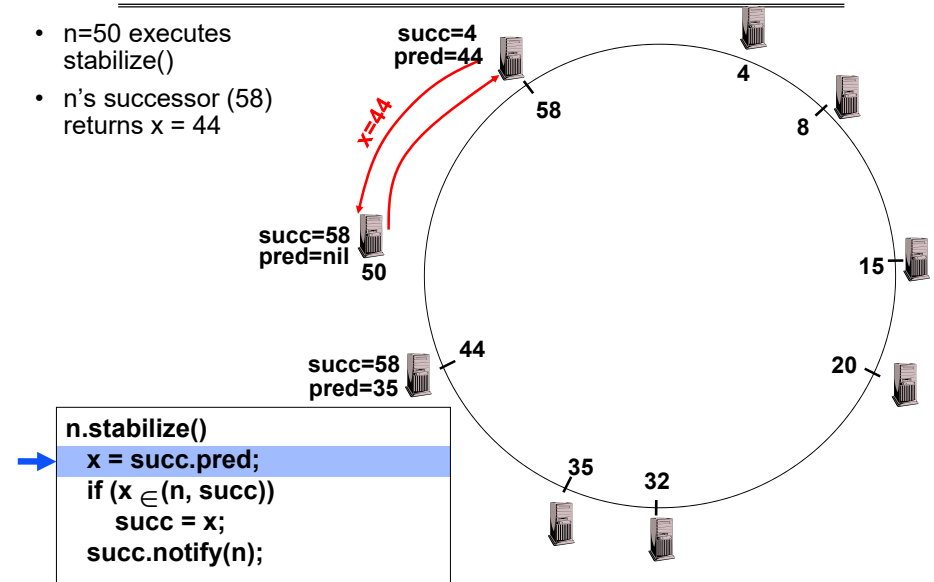 • n=50 executes
stabilize()
• n's successor (58)
returns x = 44
succ=4
pred=44
4
58
8
x=44
succ=58
pred=nil
50
15
succ=58
pred=35
44
20
35
32
n.stabilize()
x = succ.pred;
if (x ∈ (n, succ))
succ = x;
succ.notify(n);